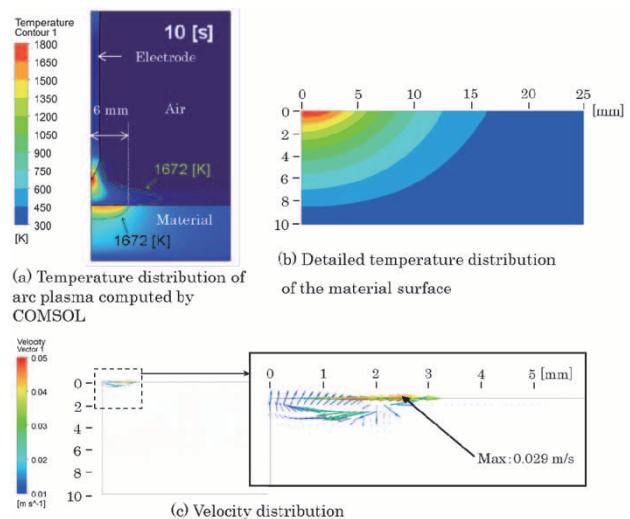 Temperature
Contour 1
1800
1650
1500
1350
1200
1050
900
750
600
450
300
[K]
10 [s]
Electrode
6 mm
Air
1672 [K]
Material
1672 [K]
(a) Temperature distribution of
arc plasma computed by
COMSOL
0 5 10 15 20 25
[mm]
0
2
4
6
8
10
(b) Detailed temperature distribution
of the material surface
Velocity
Vector 1
0.05
0.04
0.03
0.02
0.01
[m s^-1]
0
2
4
6
8
10
0 1 2 3 4 5 [mm]
Max : 0.029 m/s
(c) Velocity distribution